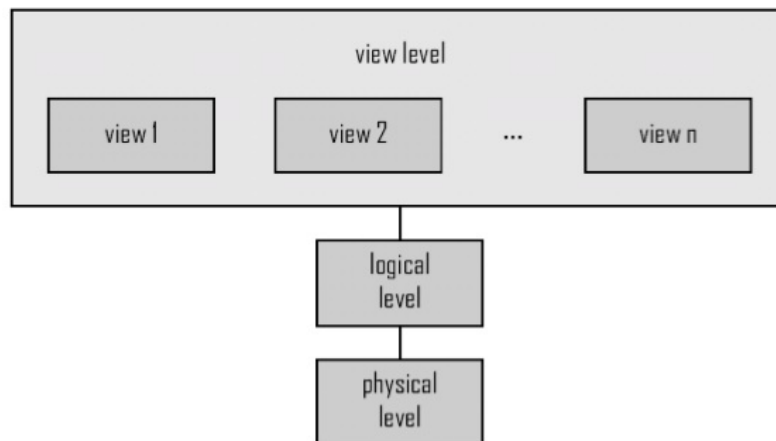 view level
view 1
view 2
...
view n
logical
level
physical
level